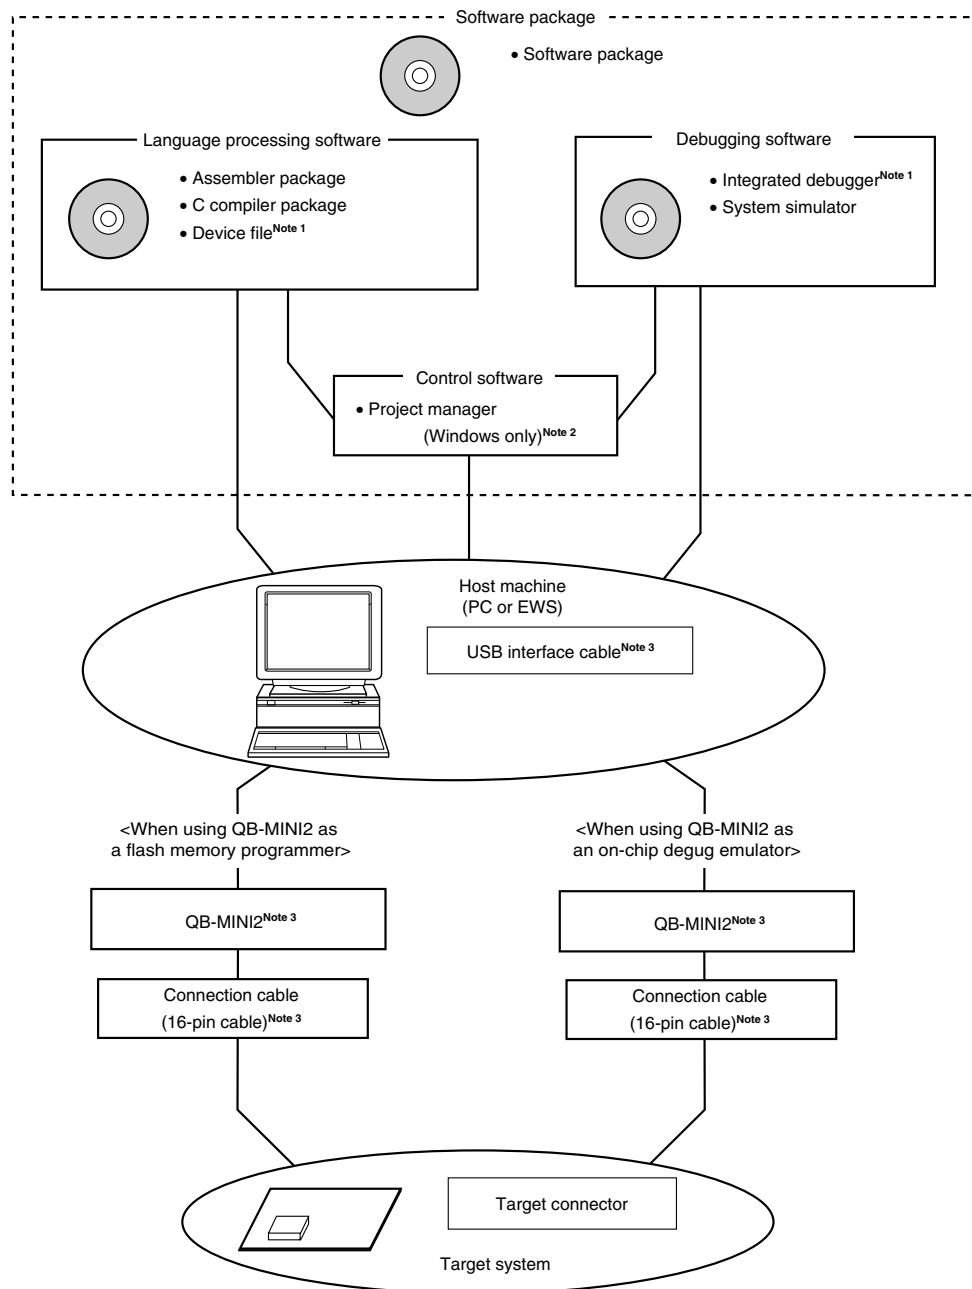 Software package
• Software package
Language processing software
• Assembler package
• C compiler package
• Device fileNote 1
Debugging software
• Integrated debuggerNote 1
• System simulator
Control software
• Project manager
(Windows only)Note 2
Host machine
(PC or EWS)
USB interface cableNote 3
<When using QB-MINI2 as
a flash memory programmer>
<When using QB-MINI2 as
an on-chip degug emulator>
QB-MINI2Note 3
QB-MINI2Note 3
Connection cable
(16-pin cable)Note 3
Connection cable
(16-pin cable)Note 3
Target connector
Target system